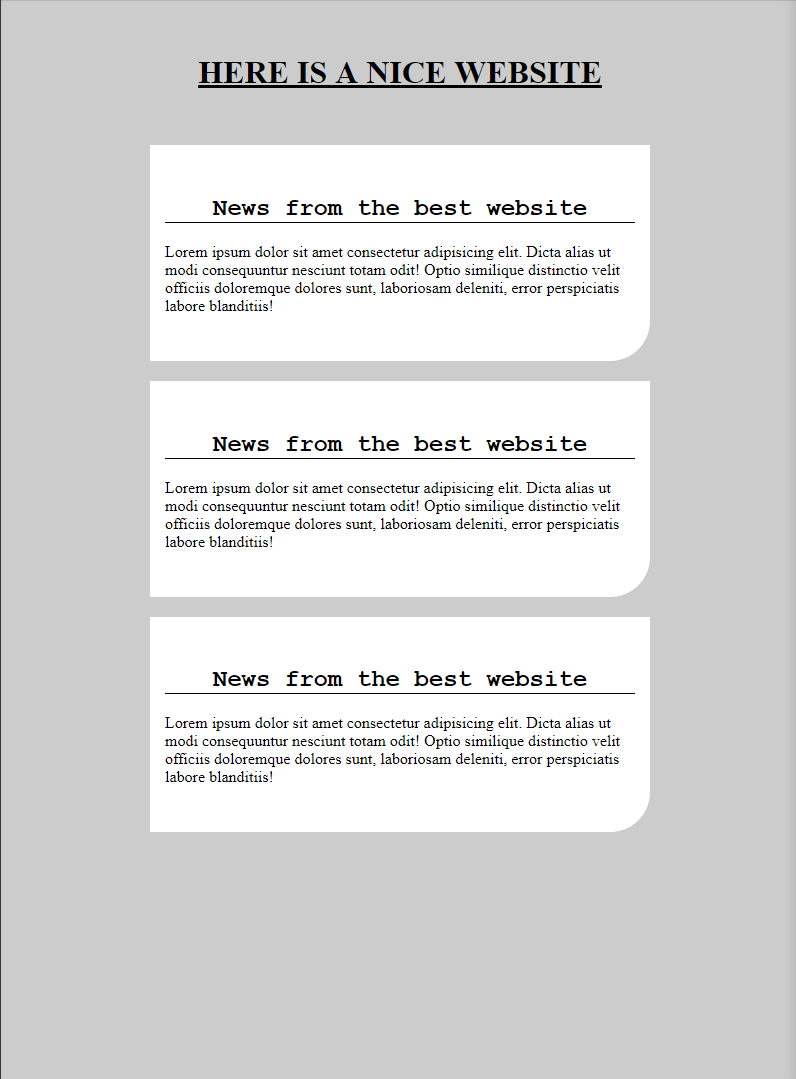 HERE IS A NICE WEBSITE
News from the best website
Lorem ipsum dolor sit amet consectetur adipisicing elit. Dicta alias ut
modi consequuntur nesciunt totam odit! Optio similique distinctio velit
officiis doloremque dolores sunt, laboriosam deleniti, error perspiciatis
labore blanditiis!
News from the best website
Lorem ipsum dolor sit amet consectetur adipisicing elit. Dicta alias ut
modi consequuntur nesciunt totam odit! Optio similique distinctio velit
officiis doloremque dolores sunt, laboriosam deleniti, error perspiciatis
labore blanditiis!
News from the best website
Lorem ipsum dolor sit amet consectetur adipisicing elit. Dicta alias ut
modi consequuntur nesciunt totam odit! Optio similique distinctio velit
officiis doloremque dolores sunt, laboriosam deleniti, error perspiciatis
labore blanditiis!